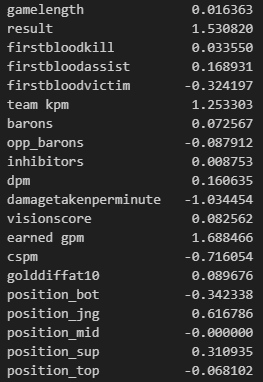 gamelength 0.016363
result 1.530820
firstbloodkill 0.033550
firstbloodassist 0.168931
firstbloodvictim -0.324197
team kpm 1.253303
barons 0.072567
opp_barons -0.087912
inhibitors 0.008753
dpm 0.160635
damagetakenperminute -1.034454
visionscore 0.082562
earned gpm 1.688466
cspm -0.716054
golddiffat10 0.089676
position_bot -0.342338
position_jng 0.616786
position_mid -0.000000
position_sup 0.310935
position_top -0.068102